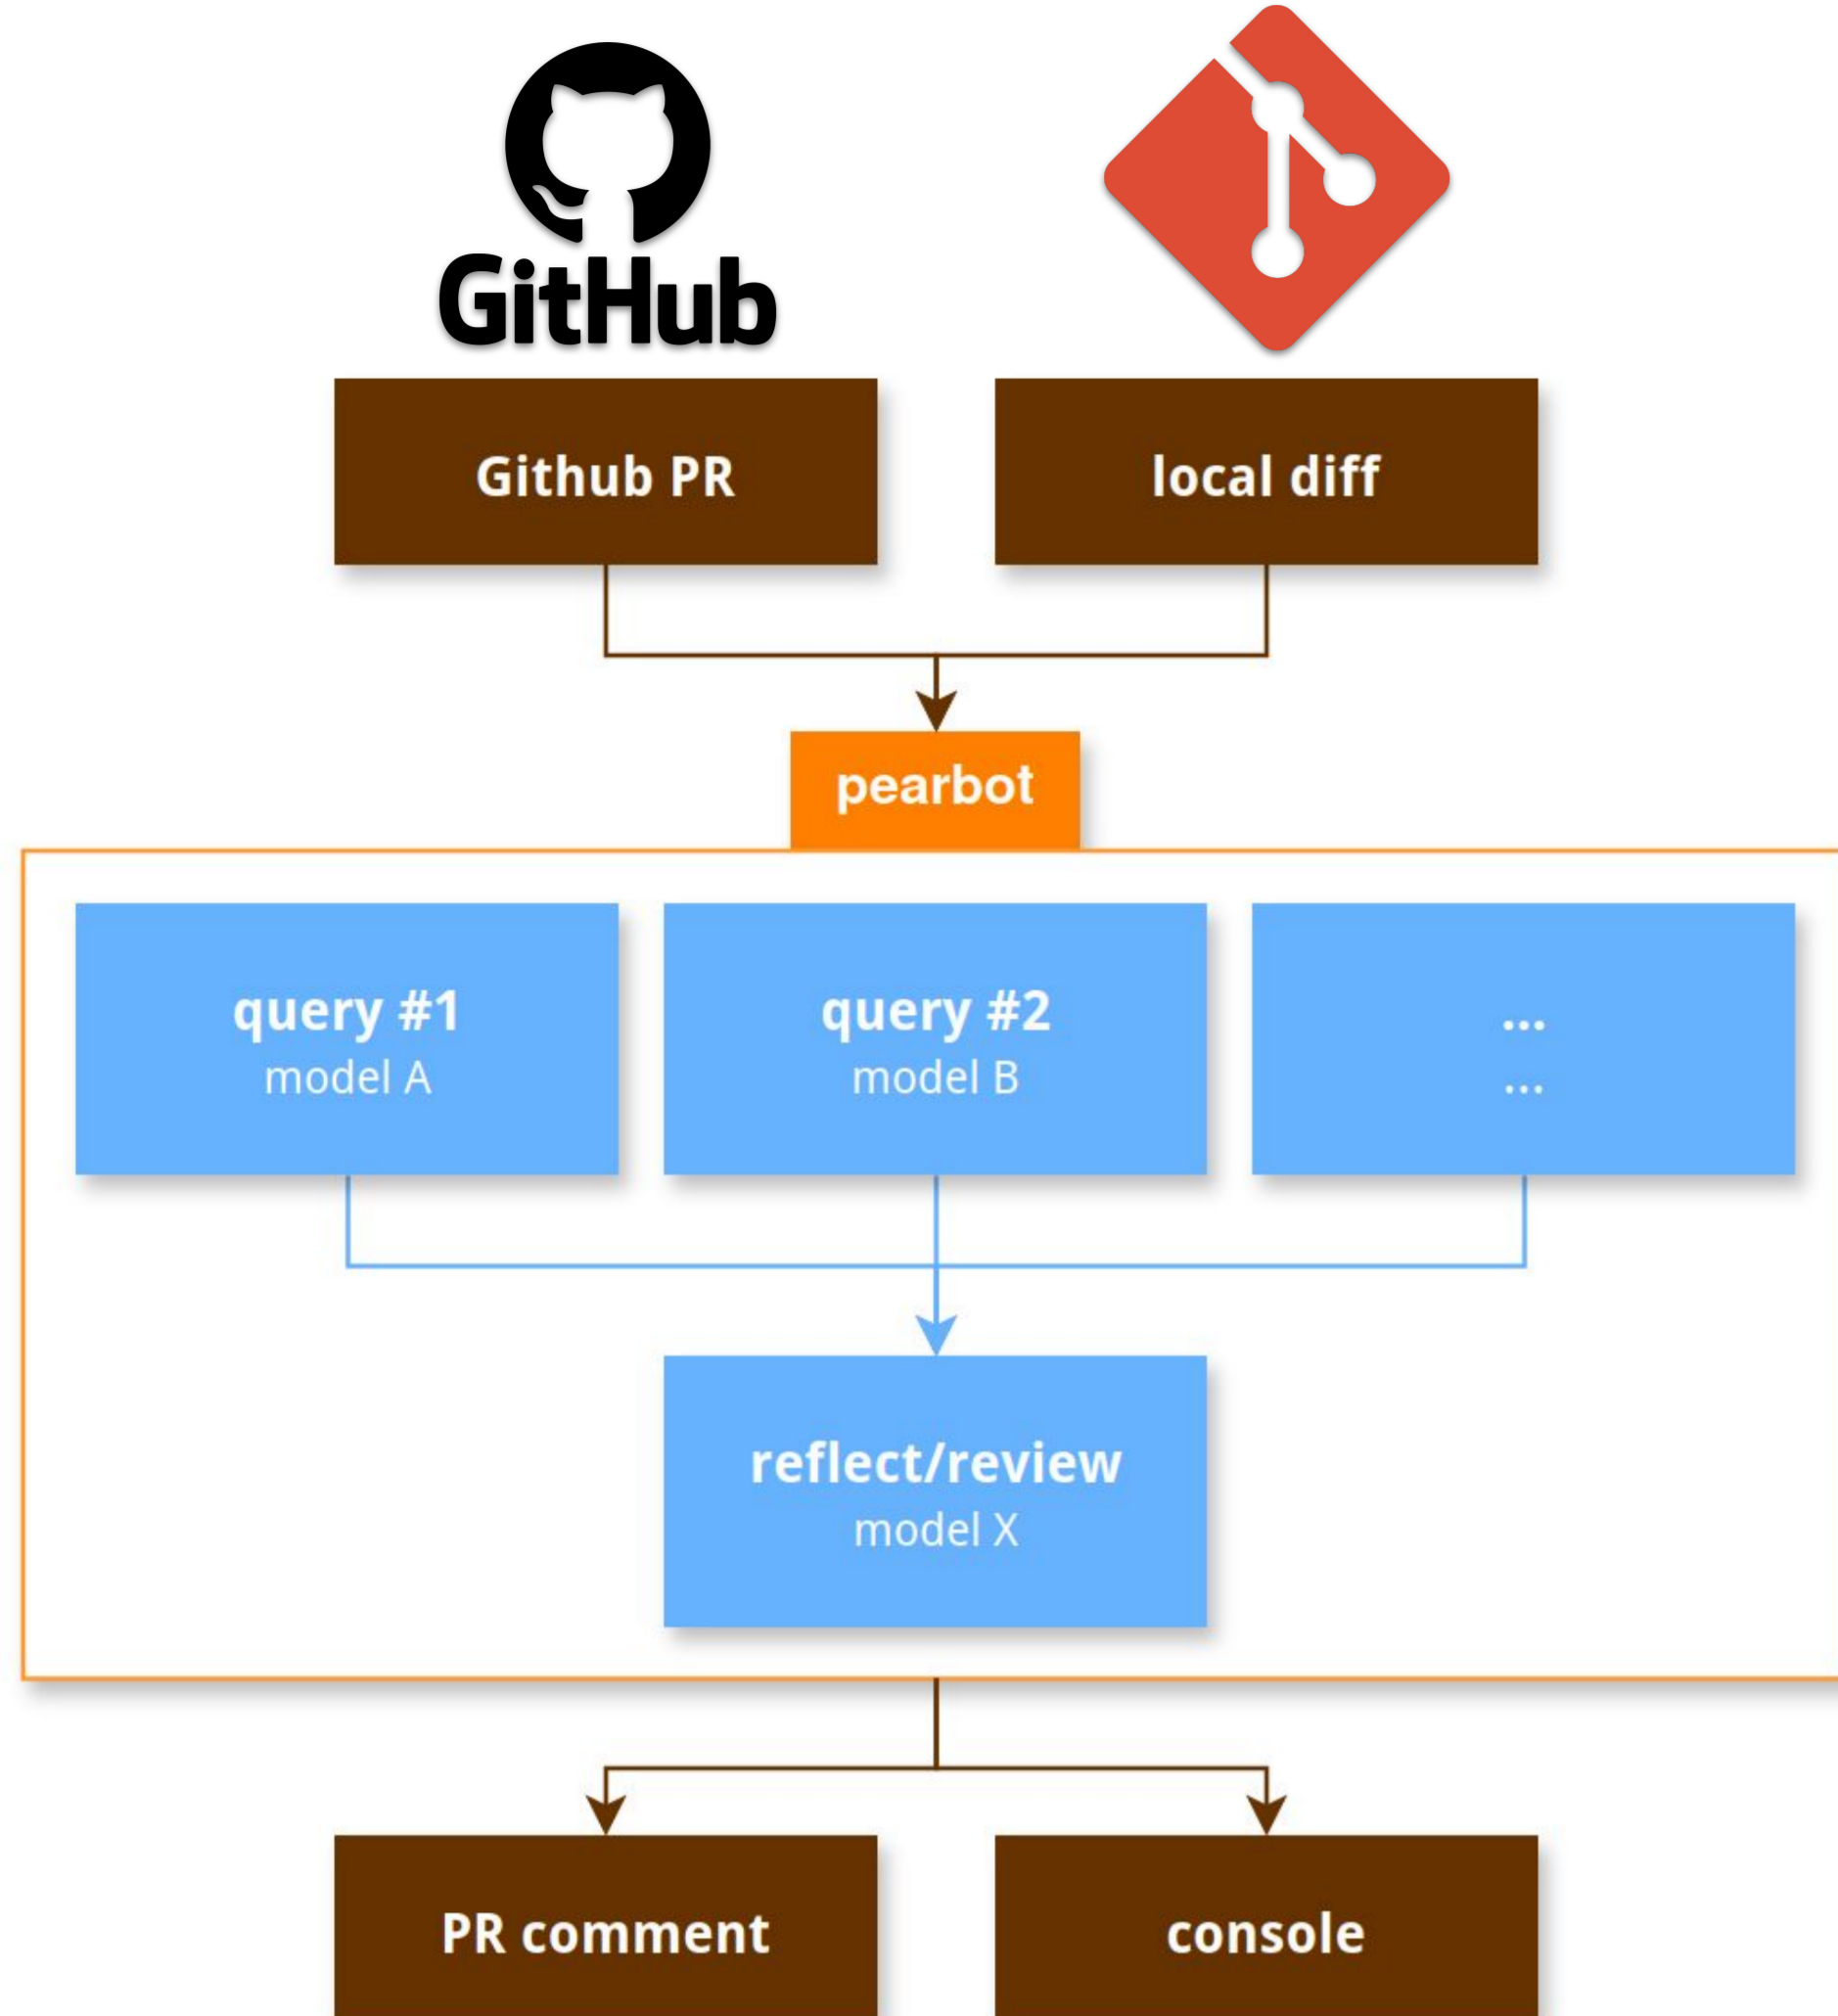 GitHub
Github PR
local diff
pearbot
query #1
model A
query #2
model B
...
...
reflect/review
model X
PR comment
console